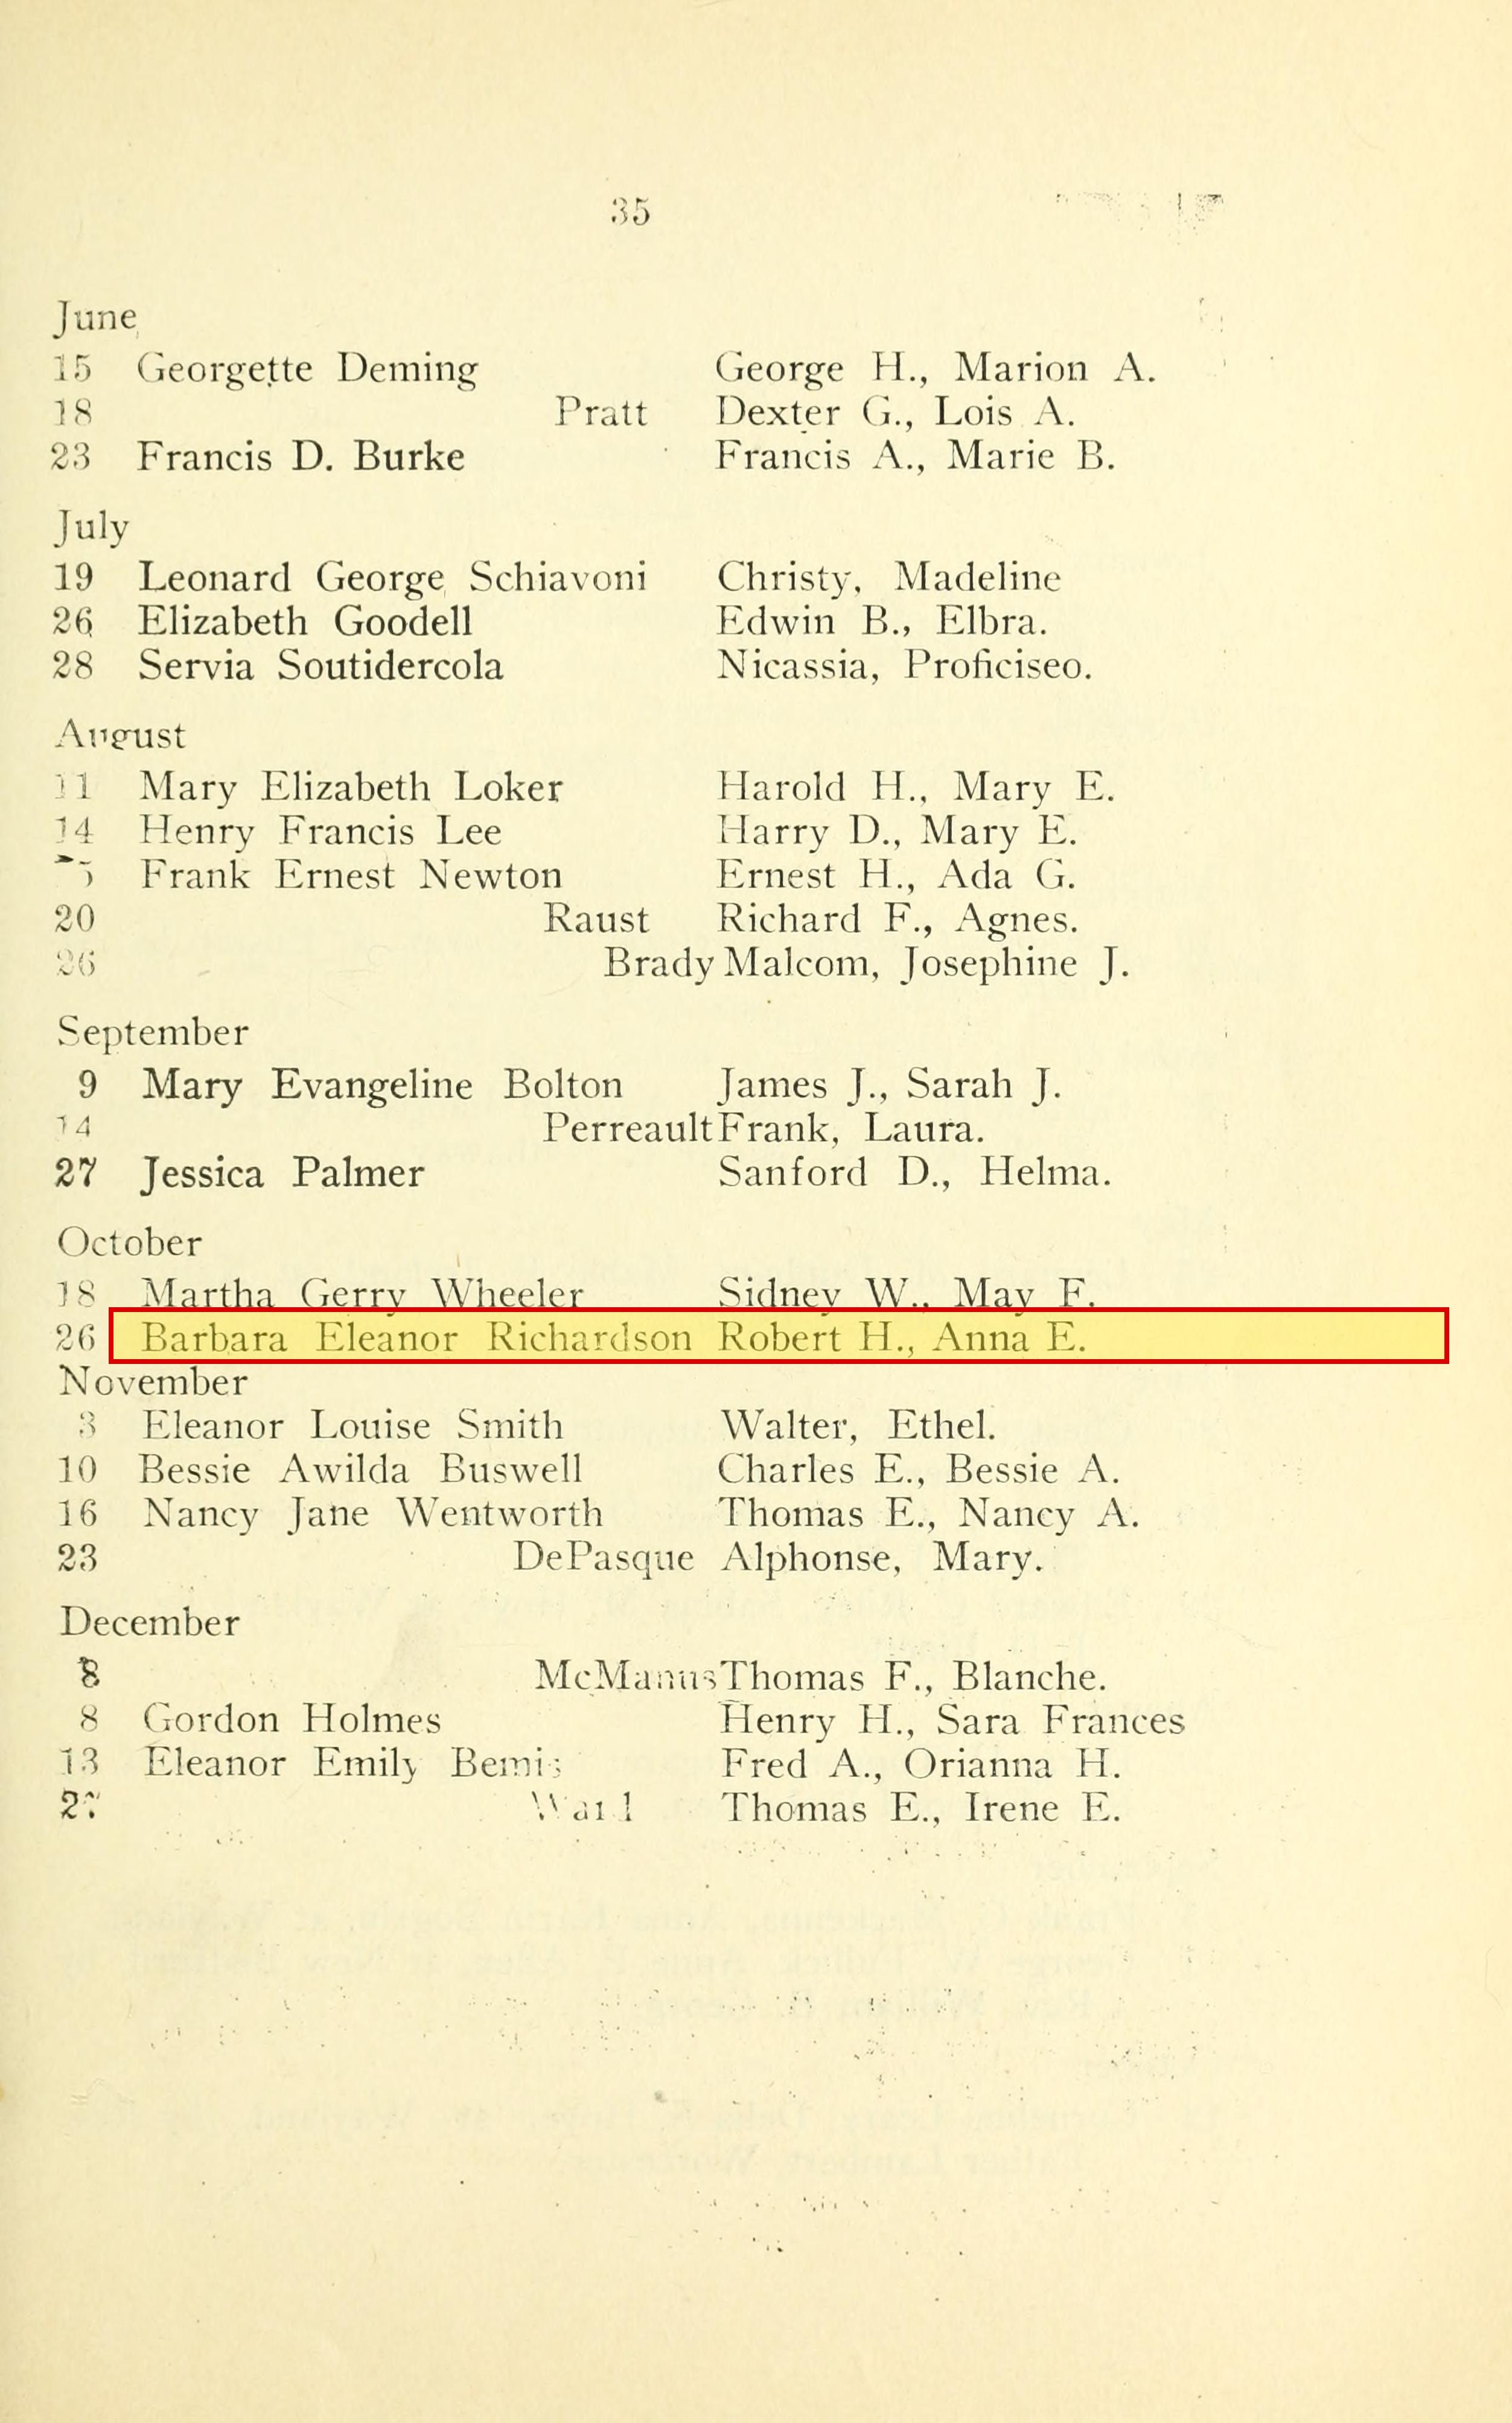 35
June
15 Georgette Deming George H., Marion A.
18 Pratt Dexter G., Lois A.
23 Francis D. Burke Francis A., Marie B.
July
19 Leonard George Schiavoni Christy, Madeline
26 Elizabeth Goodell Edwin B., Elbra.
28 Servia Soutidercola Nicassia, Proficiseo.
August
11 Mary Elizabeth Loker Harold H., Mary E.
14 Henry Francis Lee Harry D., Mary E.
Frank Ernest Newton Ernest H., Ada G.
20 Raust Richard F., Agnes.
26 Brady Malcom, Josephine J.
September
9 Mary Evangeline Bolton James J., Sarah J.
14 Perreault Frank, Laura.
27 Jessica Palmer Sanford D., Helma.
October
18 Martha Gerry Wheeler Sidney W., May F.
26 Barbara Eleanor Richardson Robert H., Anna E.
November
3 Eleanor Louise Smith Walter, Ethel.
10 Bessie Awilda Buswell Charles E., Bessie A.
16 Nancy Jane Wentworth Thomas E., Nancy A.
23 DePasque Alphonse, Mary.
December
8 McManus Thomas F., Blanche.
8 Gordon Holmes Henry H., Sara Frances
13 Eleanor Emily Bemis Fred A., Orianna H.
Thomas E., Irene E.